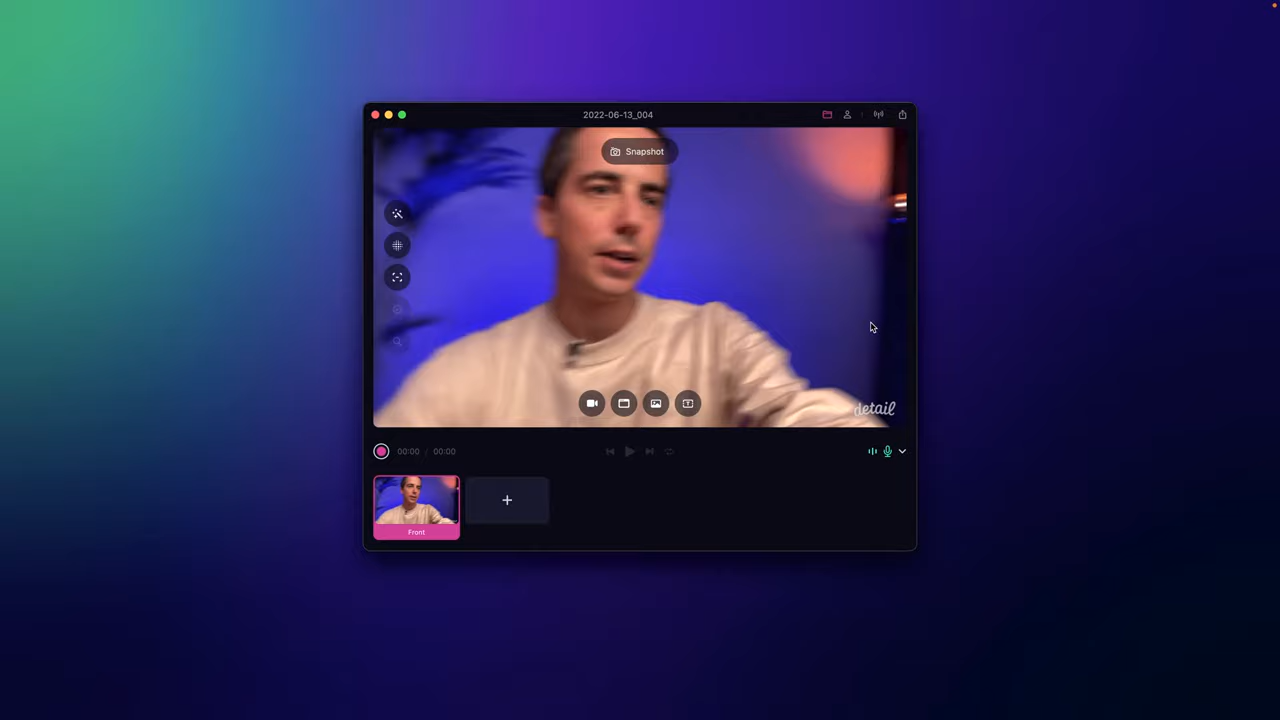 2022-06-13_004
Snapshot
detail
00:00 / 00:00
Front